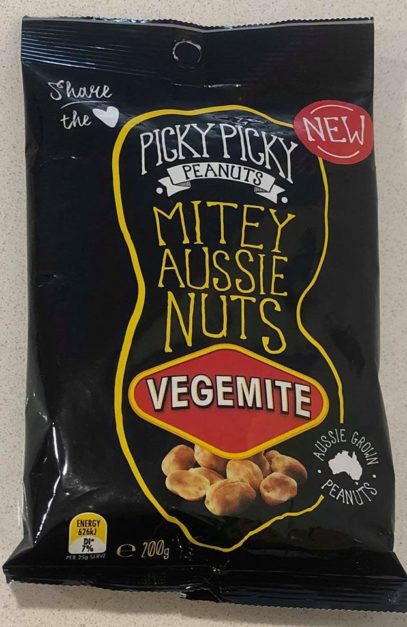 Share
the
PICKY PICKY
PEANUTS
NEW
MITEY
AUSSIE
NUTS
VEGEMITE
AUSSIE GROWN
PEANUTS
ENERGY
626kJ
DI*
7%
PER 25g SERVE
e 200g